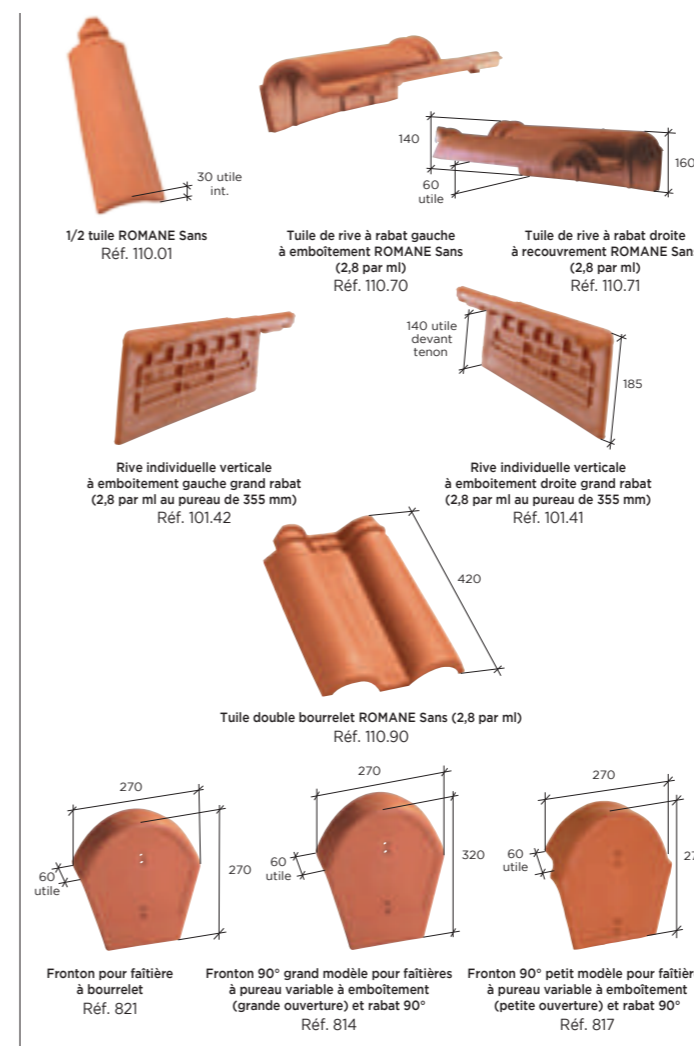 30 utile
int.
1/2 tuile ROMANE Sans
Réf. 110.01
Tuile de rive à rabat gauche
à emboîtement ROMANE Sans
(2,8 par ml)
Réf. 110.70
140
60
utile
160
Tuile de rive à rabat droite
à recouvrement ROMANE Sans
(2,8 par ml)
Réf. 110.71
Rive individuelle verticale
à emboitement gauche grand rabat
(2,8 par ml au pureau de 355 mm)
Réf. 101.42
140 utile
devant
tenon
185
Rive individuelle verticale
à emboitement droite grand rabat
(2,8 par ml au pureau de 355 mm)
Réf. 101.41
420
Tuile double bourrelet ROMANE Sans (2,8 par ml)
Réf. 110.90
270
60
utile
270
Fronton pour faîtière
à bourrelet
Réf. 821
270
60
utile
320
Fronton 90° grand modèle pour faîtières
à pureau variable à emboîtement
(grande ouverture) et rabat 90°
Réf. 814
270
60
utile
Fronton 90° petit modèle pour
à pureau variable à emboîtement
(petite ouverture) et rabat 90°
Réf. 817